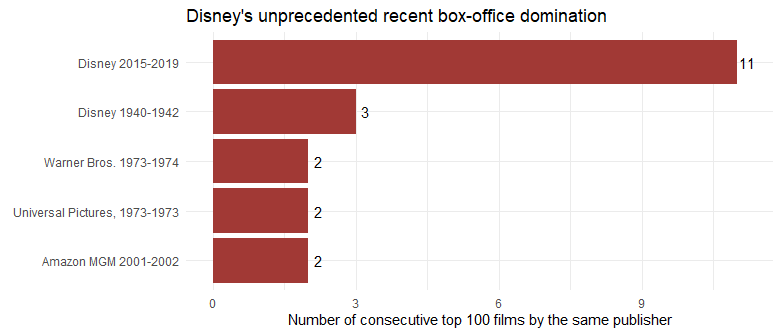 Disney's unprecedented recent box-office domination
Disney 2015-2019 11
Disney 1940-1942 3
Warner Bros. 1973-1974 2
Universal Pictures, 1973-1973 2
Amazon MGM 2001-2002 2
0 3 6 9
Number of consecutive top 100 films by the same publisher